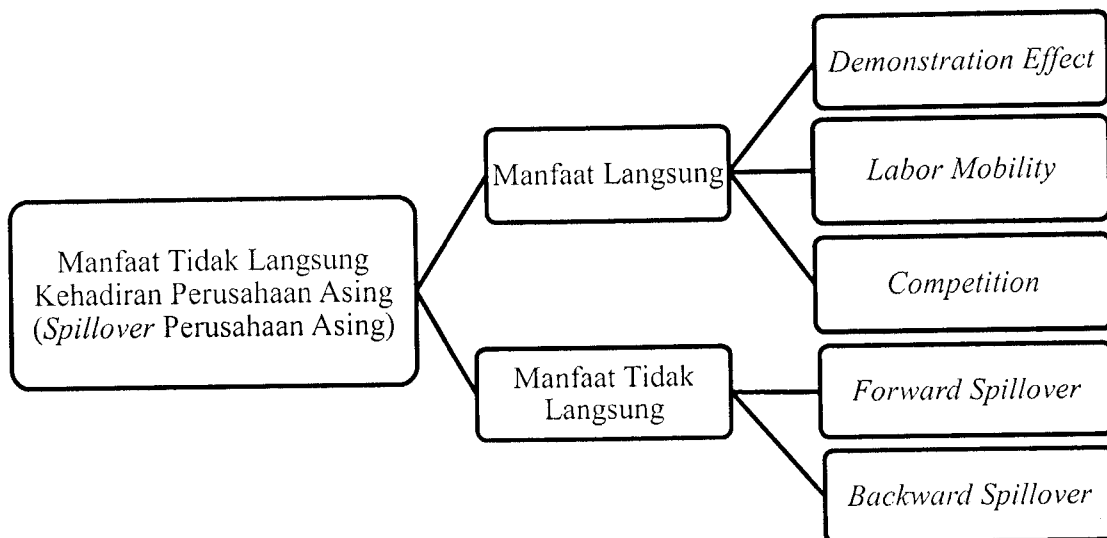 Manfaat Tidak Langsung
Kehadiran Perusahaan Asing
(Spillover Perusahaan Asing)
Manfaat Langsung
Demonstration Effect
Labor Mobility
Competition
Manfaat Tidak
Langsung
Forward Spillover
Backward Spillover